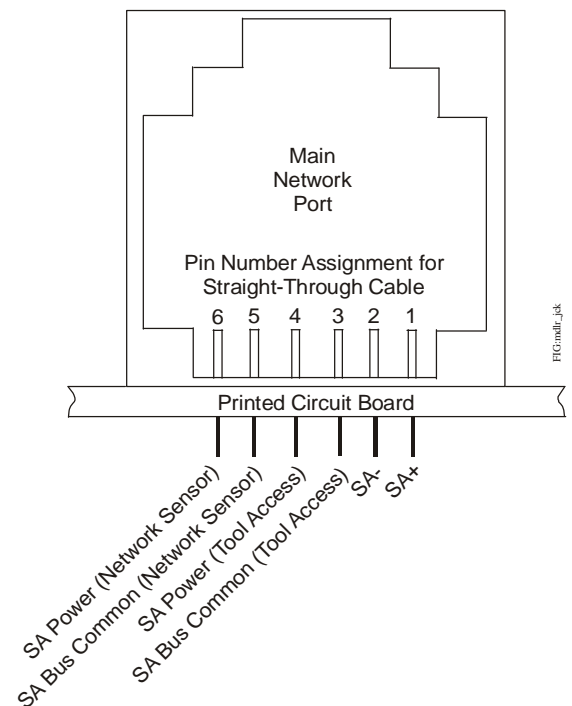 Main
Network
Port
Pin Number Assignment for
Straight-Through Cable
6 5 4 3 2 1
Printed Circuit Board
SA Power (Network Sensor)
SA Bus Common (Network Sensor)
SA Power (Tool Access)
SA Bus Common (Tool Access)
SA-
SA+
FIG:mdlr_jck